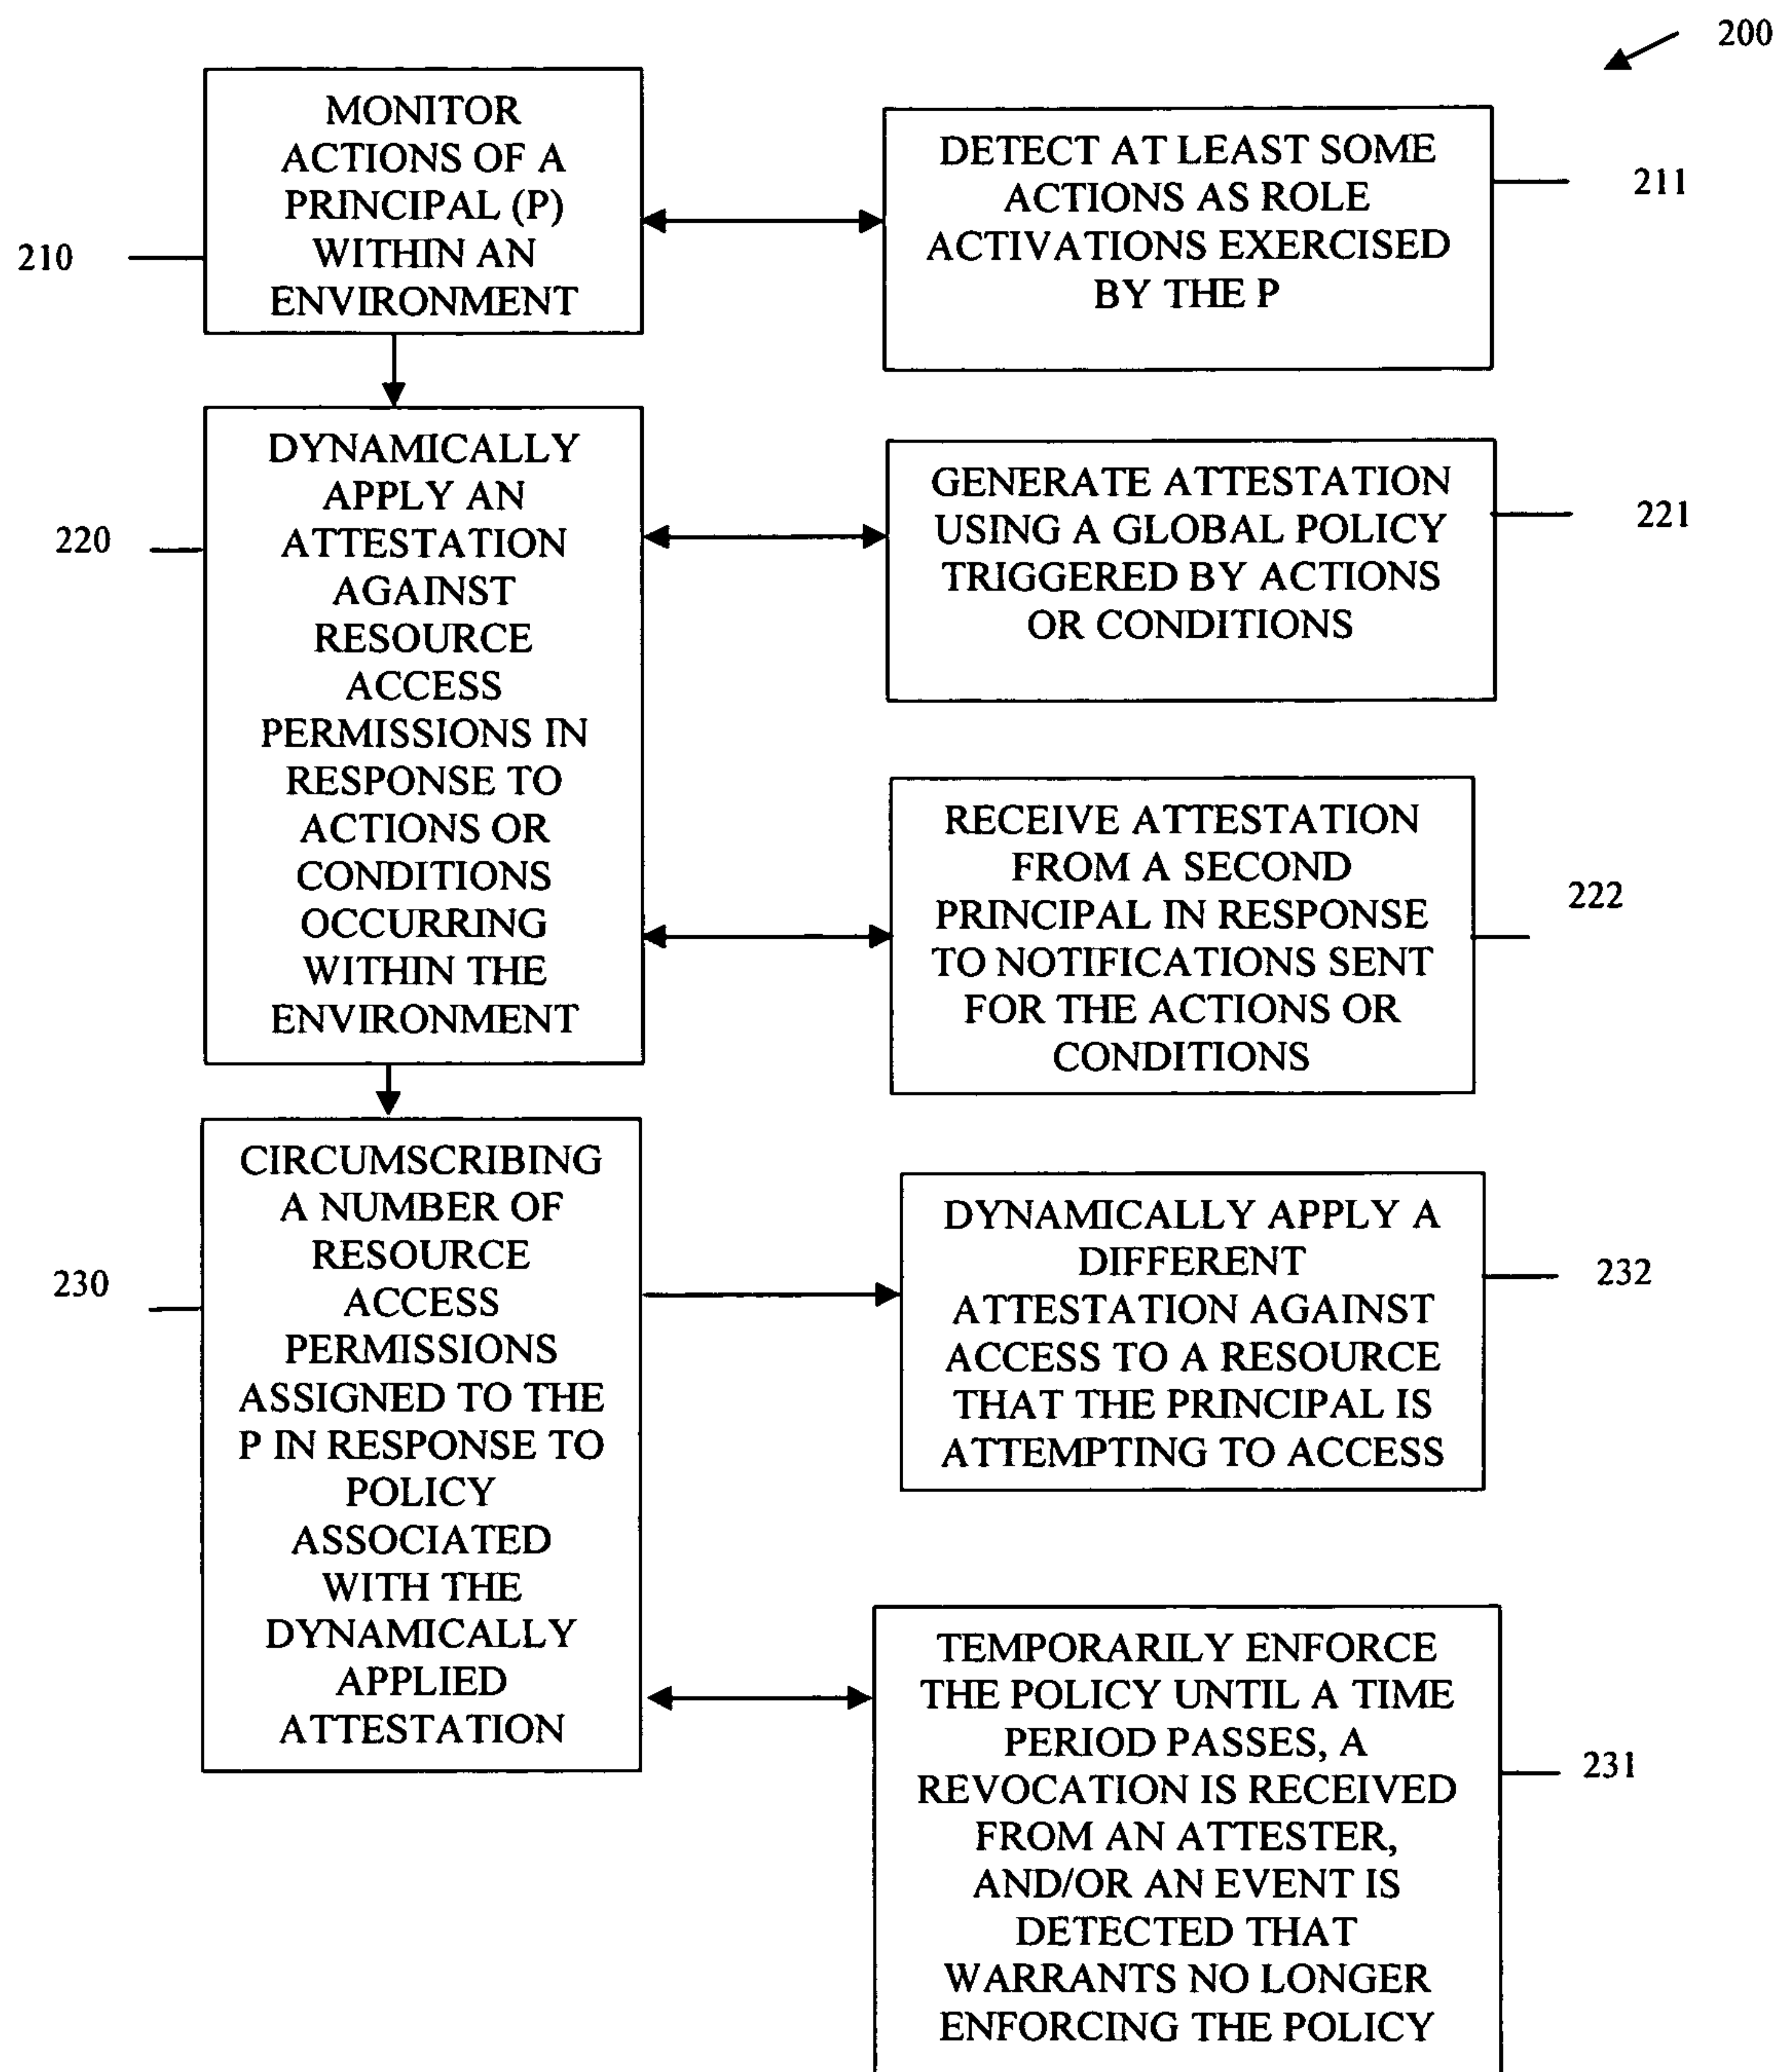 200
MONITOR
ACTIONS OF A
PRINCIPAL (P)
WITHIN AN
ENVIRONMENT
210
DETECT AT LEAST SOME
ACTIONS AS ROLE
ACTIVATIONS EXERCISED
BY THE P
211
DYNAMICALLY
APPLY AN
ATTESTATION
AGAINST
RESOURCE
ACCESS
PERMISSIONS IN
RESPONSE TO
ACTIONS OR
CONDITIONS
OCCURRING
WITHIN THE
ENVIRONMENT
220
GENERATE ATTESTATION
USING A GLOBAL POLICY
TRIGGERED BY ACTIONS
OR CONDITIONS
221
RECEIVE ATTESTATION
FROM A SECOND
PRINCIPAL IN RESPONSE
TO NOTIFICATIONS SENT
FOR THE ACTIONS OR
CONDITIONS
222
CIRCUMSCRIBING
A NUMBER OF
RESOURCE
ACCESS
PERMISSIONS
ASSIGNED TO THE
P IN RESPONSE TO
POLICY
ASSOCIATED
WITH THE
DYNAMICALLY
APPLIED
ATTESTATION
230
DYNAMICALLY APPLY A
DIFFERENT
ATTESTATION AGAINST
ACCESS TO A RESOURCE
THAT THE PRINCIPAL IS
ATTEMPTING TO ACCESS
232
TEMPORARILY ENFORCE
THE POLICY UNTIL A TIME
PERIOD PASSES, A
REVOCATION IS RECEIVED
FROM AN ATTESTER,
AND/OR AN EVENT IS
DETECTED THAT
WARRANTS NO LONGER
ENFORCING THE POLICY
231